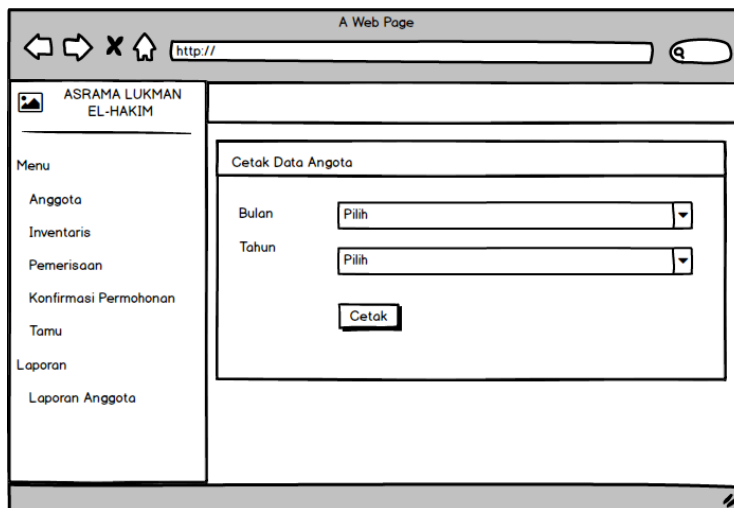 A Web Page
http://
ASRAMA LUKMAN
EL-HAKIM
Menu
Anggota
Inventaris
Pemerisaan
Konfirmasi Permohonan
Tamu
Laporan
Laporan Anggota
Cetak Data Angota
Bulan
Pilih
Tahun
Pilih
Cetak